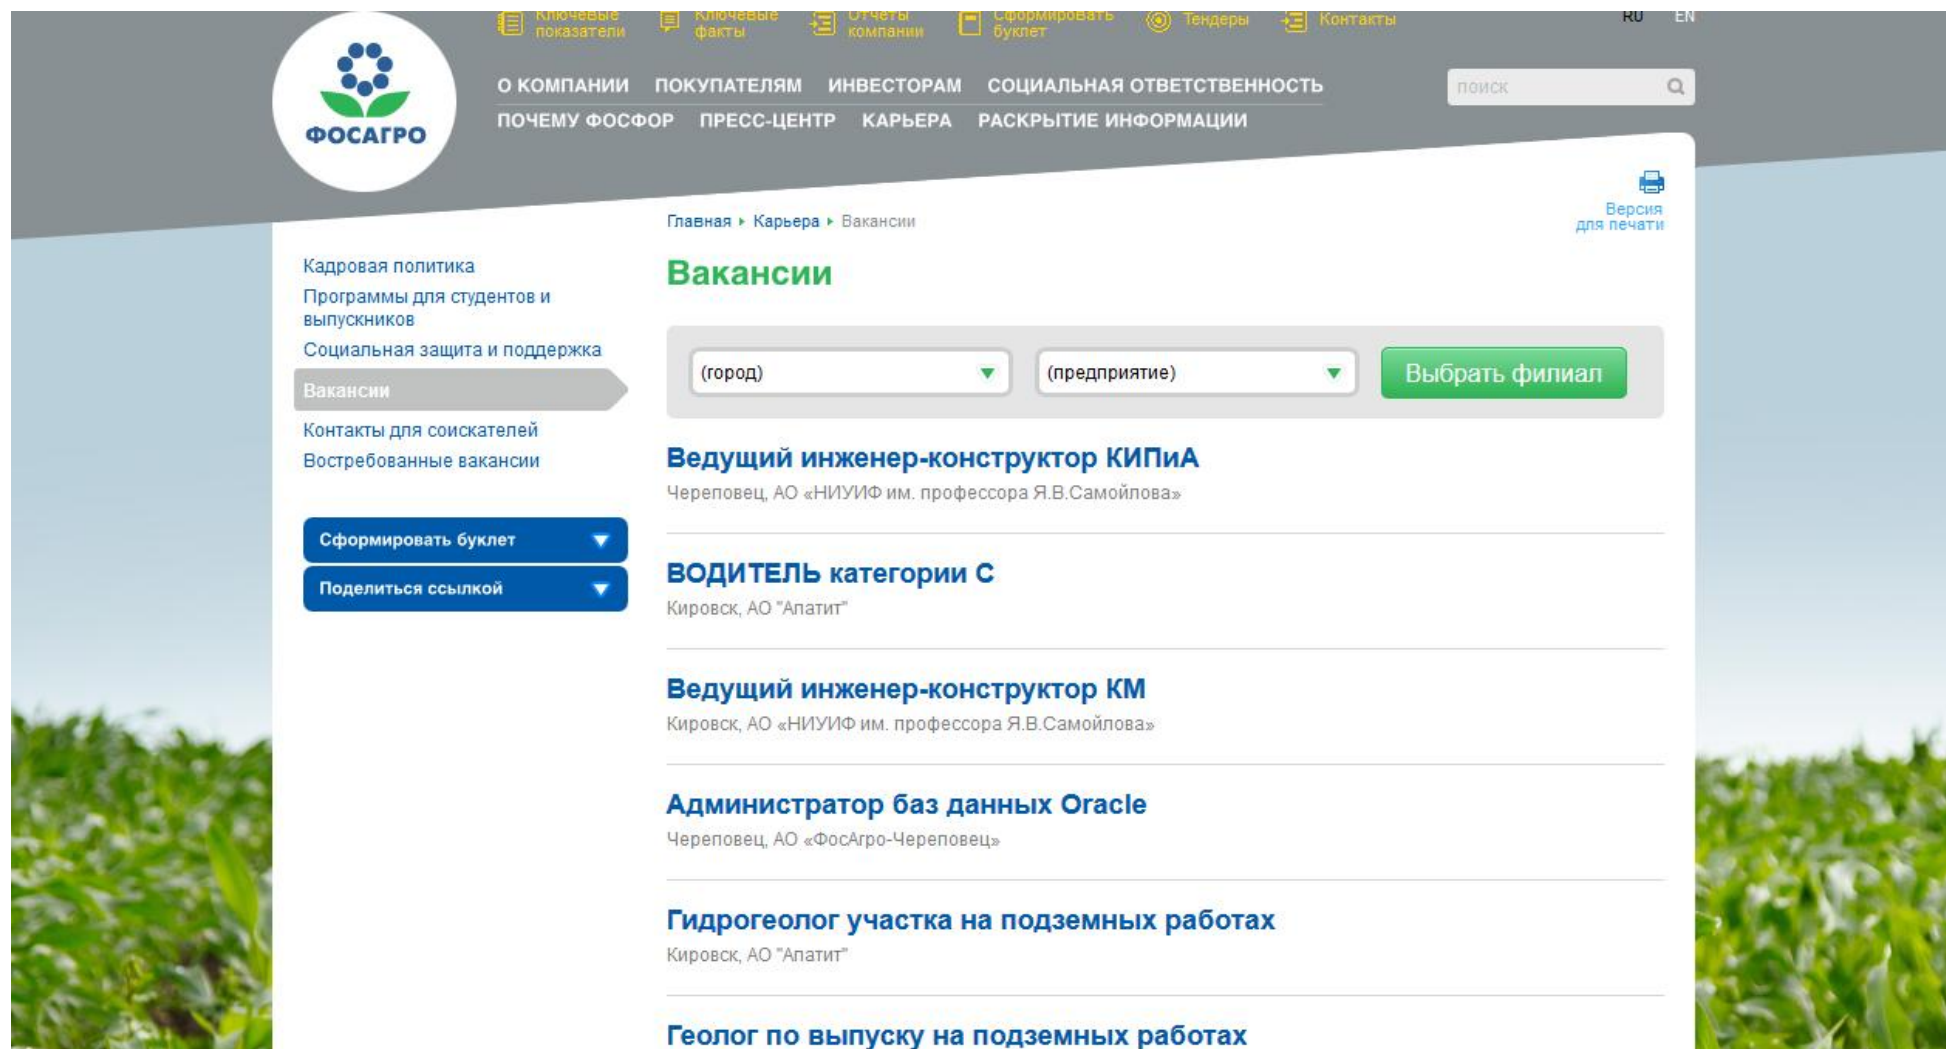 Ключевые показатели
Ключевые факты
Отчеты компании
Сформировать буклет
Тендеры
Контакты
RU EN
ФОСАГРО
О КОМПАНИИ ПОКУПАТЕЛЯМ ИНВЕСТОРАМ СОЦИАЛЬНАЯ ОТВЕТСТВЕННОСТЬ
ПОЧЕМУ ФОСФОР ПРЕСС-ЦЕНТР КАРЬЕРА РАСКРЫТИЕ ИНФОРМАЦИИ
поиск
Версия
для печати
Главная Карьера Вакансии
Кадровая политика
Программы для студентов и
выпускников
Социальная защита и поддержка
Вакансии
Контакты для соискателей
Востребованные вакансии
Сформировать буклет
Поделиться ссылкой
Вакансии
(город) (предприятие) Выбрать филиал
Ведущий инженер-конструктор КИПиА
Череповец, АО «НИУИФ им. профессора Я.В.Самойлова»
ВОДИТЕЛЬ категории С
Кировск, АО "Апатит"
Ведущий инженер-конструктор КМ
Кировск, АО «НИУИФ им. профессора Я.В.Самойлова»
Администратор баз данных Oracle
Череповец, АО «ФосАгро-Череповец»
Гидрогеолог участка на подземных работах
Кировск, АО "Апатит"
Геолог по выпуску на подземных работах